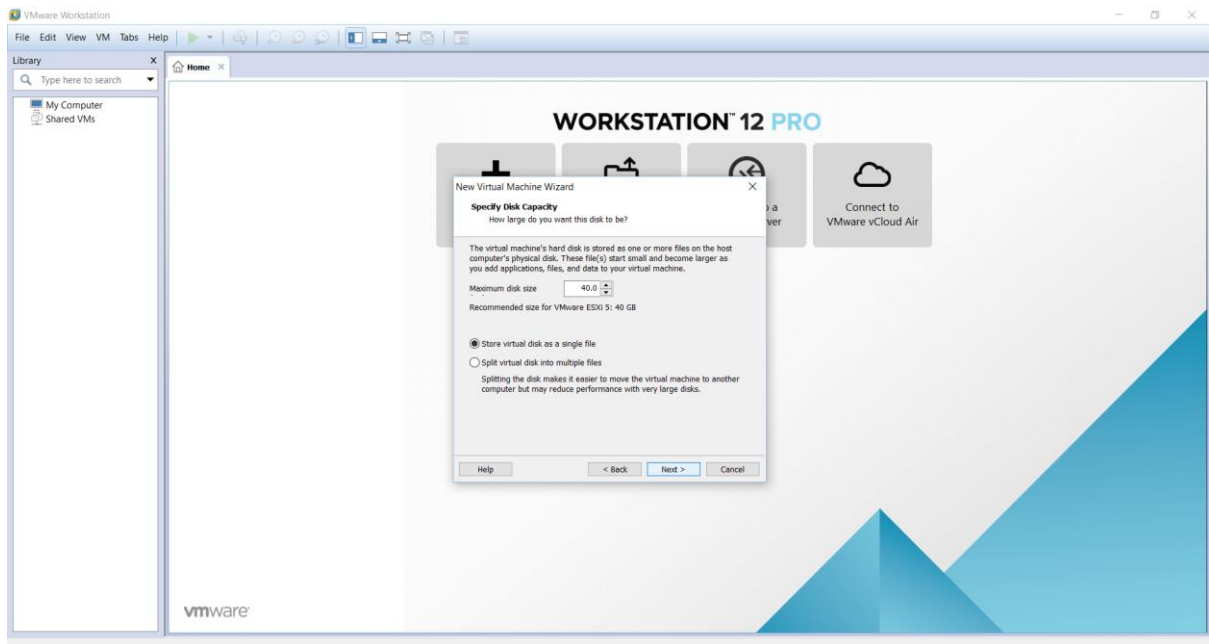 VMware Workstation
File Edit View VM Tabs Help
Library X
Type here to search
My Computer
Shared VMs
Home ×
WORKSTATION™ 12 PRO
a
ver
Connect to
VMware vCloud Air
New Virtual Machine Wizard
Specify Disk Capacity
How large do you want this disk to be?
The virtual machine's hard disk is stored as one or more files on the host
computer's physical disk. These file(s) start small and become larger as
you add applications, files, and data to your virtual machine.
Maximum disk size 40.0
Recommended size for VMware ESXi 5: 40 GB
Store virtual disk as a single file
Split virtual disk into multiple files
Splitting the disk makes it easier to move the virtual machine to another
computer but may reduce performance with very large disks.
Help < Back Next > Cancel
vmware